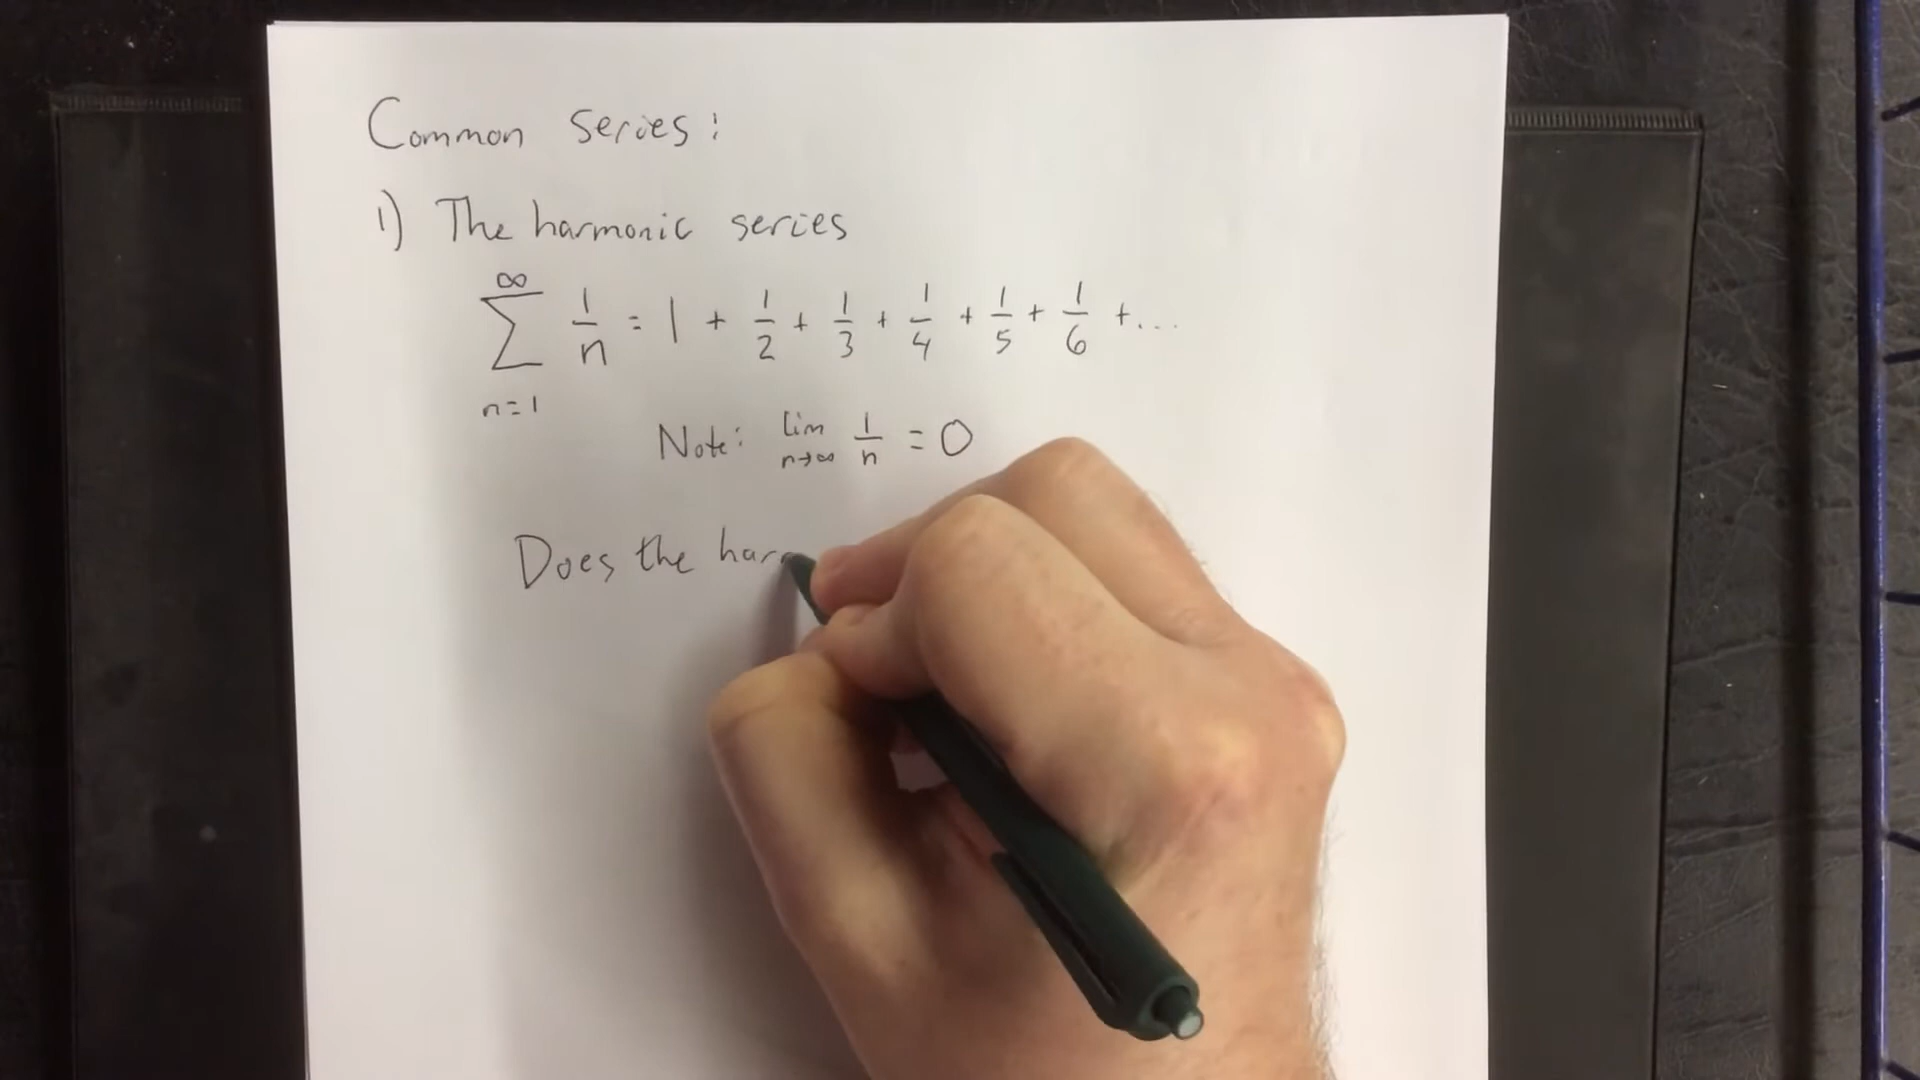 Common series:
1) The harmonic series
∞
∑ 1/n = 1 + 1/2 + 1/3 + 1/4 + 1/5 + 1/6 + ...
n=1
Note: lim n→∞ 1/n = 0
Does the har